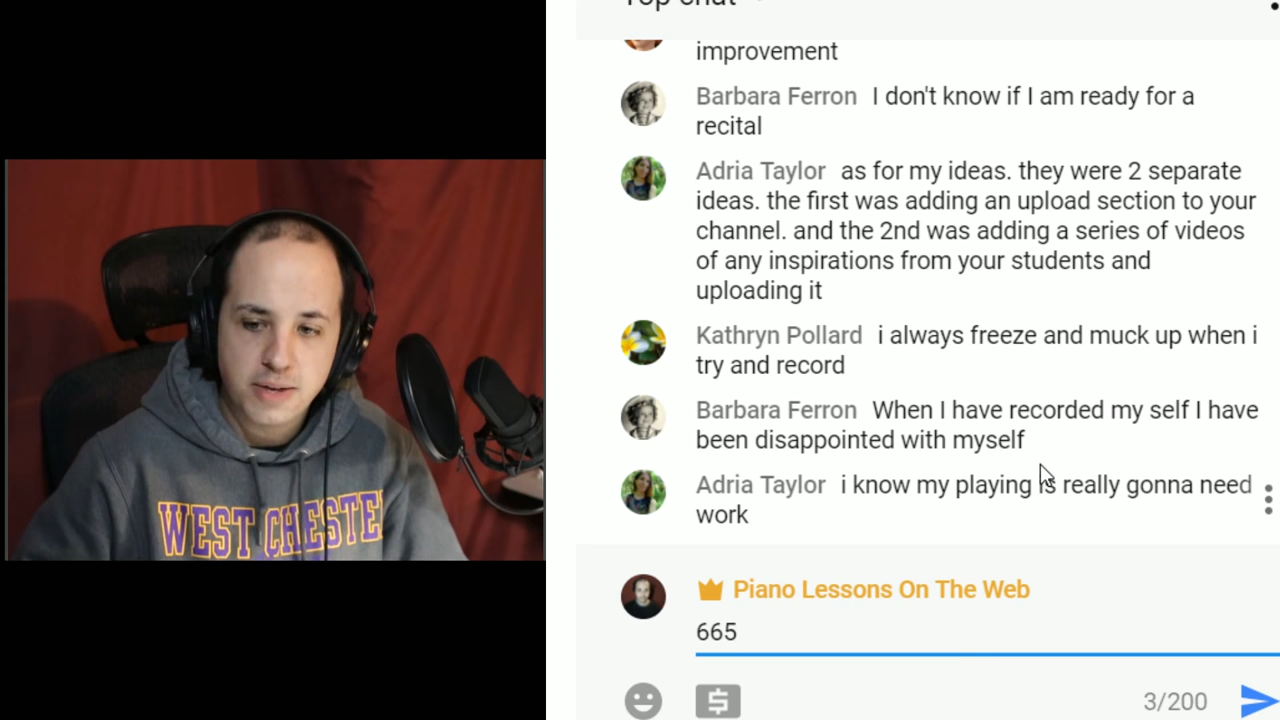 Top chat
improvement
Barbara Ferron I don't know if I am ready for a
recital
Adria Taylor as for my ideas. they were 2 separate
ideas. the first was adding an upload section to your
channel. and the 2nd was adding a series of videos
of any inspirations from your students and
uploading it
Kathryn Pollard i always freeze and muck up when i
try and record
Barbara Ferron When I have recorded my self I have
been disappointed with myself
Adria Taylor i know my playing is really gonna need
work
Piano Lessons On The Web
665
3/200
WEST CHESTE